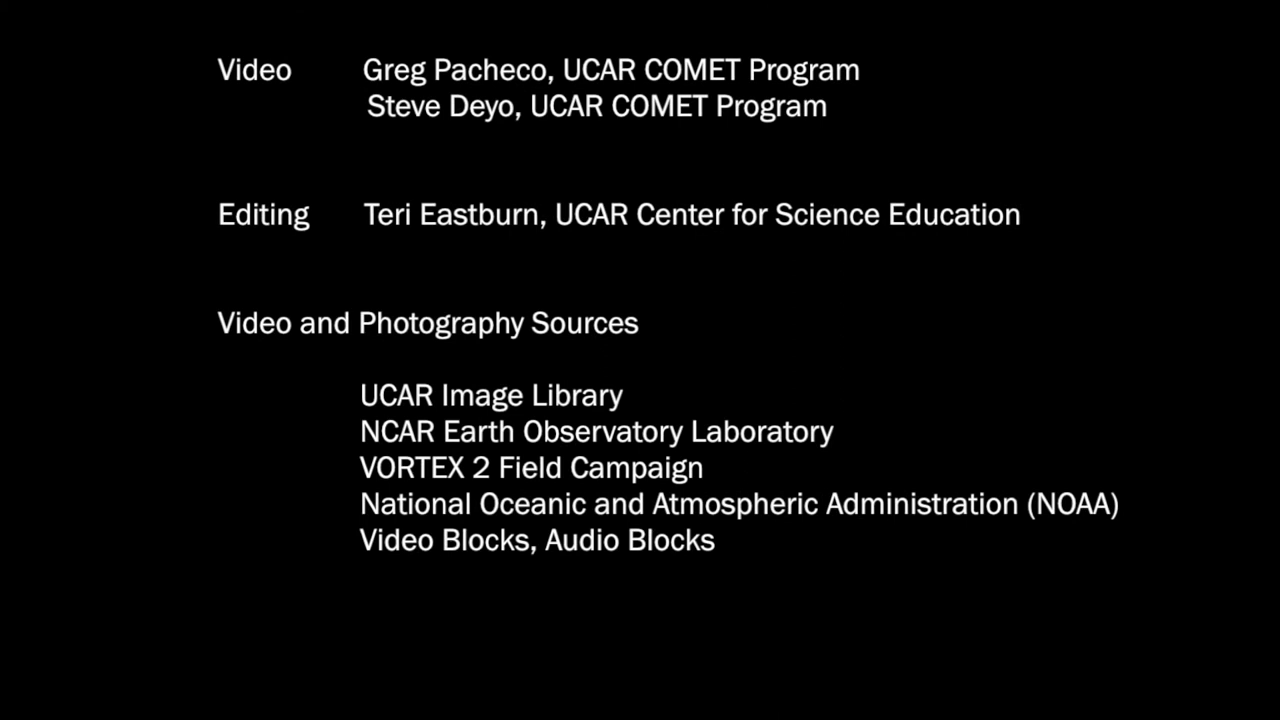 Video Greg Pacheco, UCAR COMET Program
Steve Deyo, UCAR COMET Program
Editing Teri Eastburn, UCAR Center for Science Education
Video and Photography Sources
UCAR Image Library
NCAR Earth Observatory Laboratory
VORTEX 2 Field Campaign
National Oceanic and Atmospheric Administration (NOAA)
Video Blocks, Audio Blocks